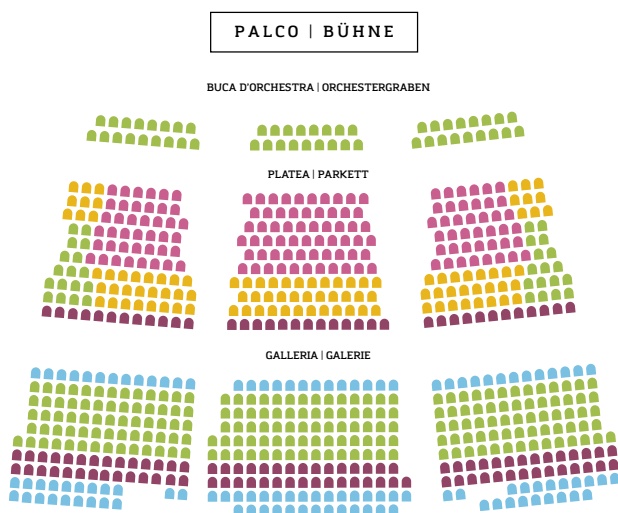 PALCO | BÜHNE
BUCA D'ORCHESTRA | ORCHESTERGRABEN
PLATEA | PARKETT
GALLERIA | GALERIE